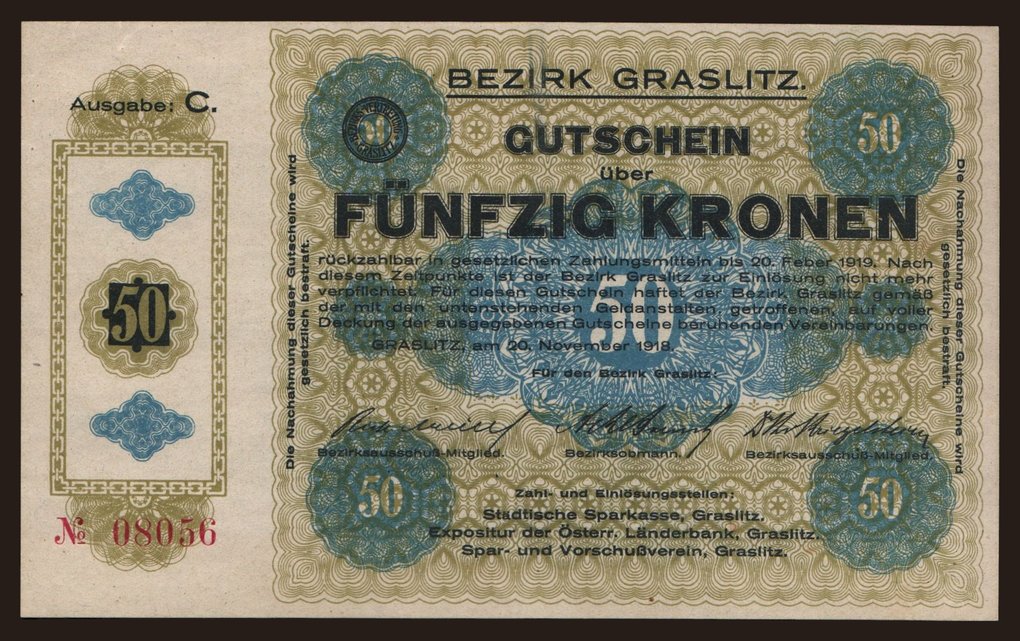 Ausgabe: C.
50
№ 08056
Die Nachahmung dieser Gutscheine wird
gesetzlich bestraft.
BEZIRK GRASLITZ.
50
50
GUTSCHEIN
über
FÜNFZIG KRONEN
rückzahlbar in gesetzlichen Zahlungsmitteln bis 20. Feber 1919. Nach
diesem Zeitpunkte ist der Bezirk Graslitz zur Einlösung nicht mehr
verpflichtet. Für diesen Gutschein haftet der Bezirk Graslitz gemäß
der mit den untenstehenden Geldanstalten getroffenen, auf voller
Deckung der ausgegebenen Gutscheine beruhenden Vereinbarungen.
50
GRASLITZ, am 20. November 1918.
Für den Bezirk Graslitz:
Bezirksausschuß-Mitglied. Bezirksobmann. Bezirksausschuß-Mitglied.
50
50
Zahl- und Einlösungsstellen:
Städtische Sparkasse, Graslitz.
Expositur der Österr. Länderbank, Graslitz.
Spar- und Vorschußverein, Graslitz.
Die Nachahmung dieser Gutscheine wird
gesetzlich bestraft.